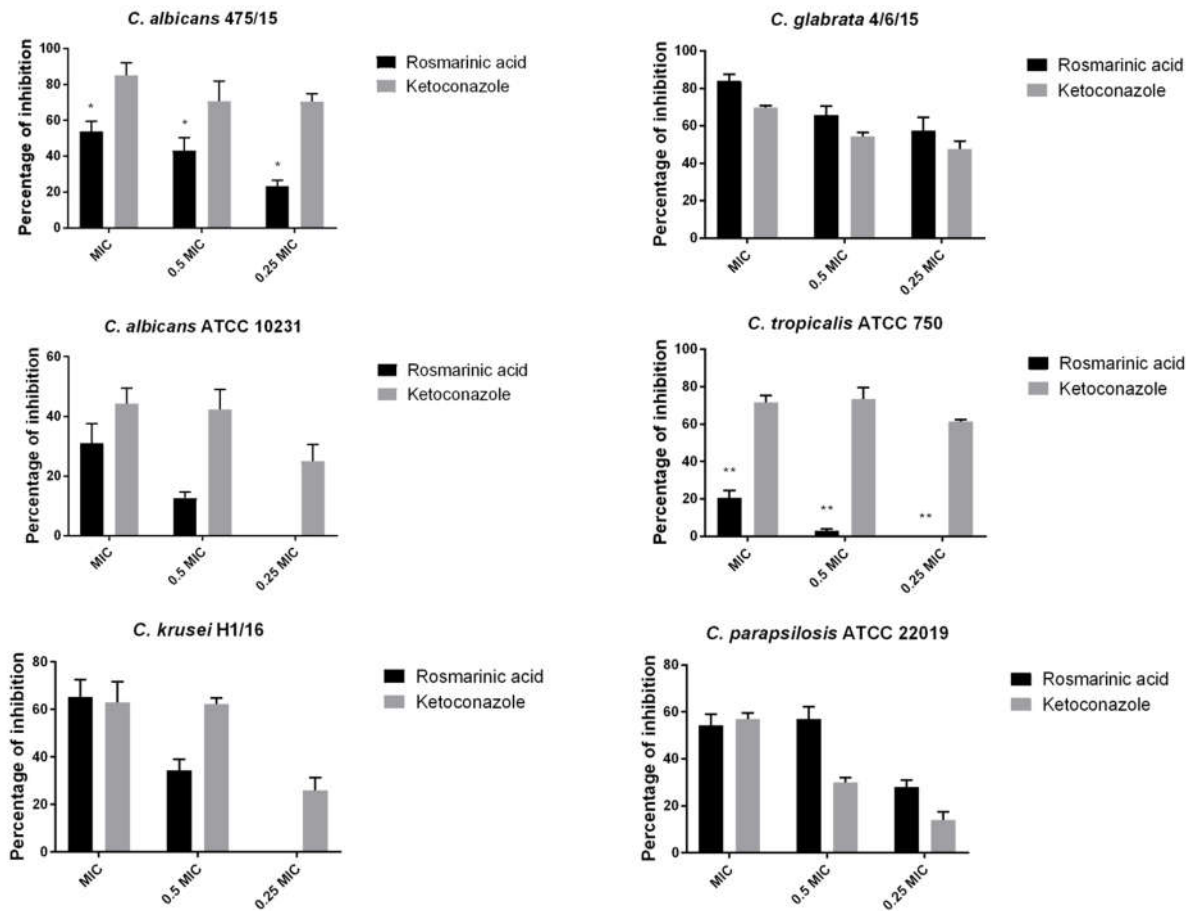 C. albicans 475/15
Percentage of inhibition
100
80
60
40
20
0
*
*
*
MIC
0.5 MIC
0.25 MIC
Rosmarinic acid
Ketoconazole
C. glabrata 4/6/15
Percentage of inhibition
100
80
60
40
20
0
MIC
0.5 MIC
0.25 MIC
Rosmarinic acid
Ketoconazole
C. albicans ATCC 10231
Percentage of inhibition
60
40
20
0
MIC
0.5 MIC
0.25 MIC
Rosmarinic acid
Ketoconazole
C. tropicalis ATCC 750
Percentage of inhibition
100
80
60
40
20
0
**
**
**
MIC
0.5 MIC
0.25 MIC
Rosmarinic acid
Ketoconazole
C. krusei H1/16
Percentage of inhibition
80
60
40
20
0
MIC
0.5 MIC
0.25 MIC
Rosmarinic acid
Ketoconazole
C. parapsilosis ATCC 22019
Percentage of inhibition
80
60
40
20
0
MIC
0.5 MIC
0.25 MIC
Rosmarinic acid
Ketoconazole